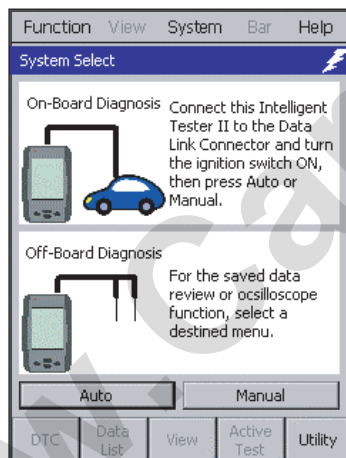 Function View System Bar Help
System Select
On-Board Diagnosis
Connect this Intelligent
Tester II to the Data
Link Connector and turn
the ignition switch ON,
then press Auto or
Manual.
Off-Board Diagnosis
For the saved data
review or ocsilloscope
function, select a
destined menu.
Auto Manual
DTC Data List View Active Test Utility